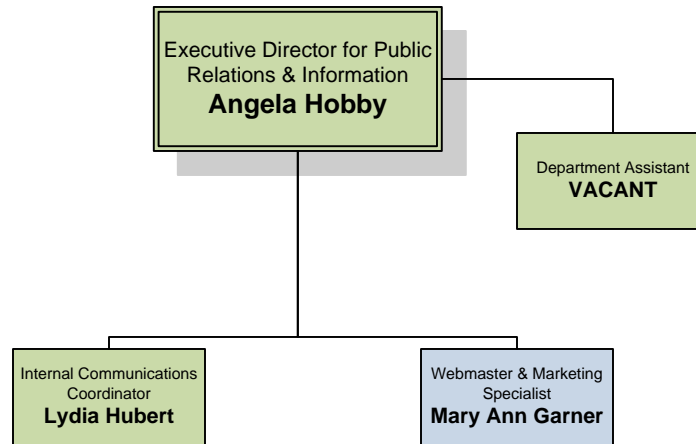 Executive Director for Public
Relations & Information
Angela Hobby
Department Assistant
VACANT
Internal Communications
Coordinator
Lydia Hubert
Webmaster & Marketing
Specialist
Mary Ann Garner